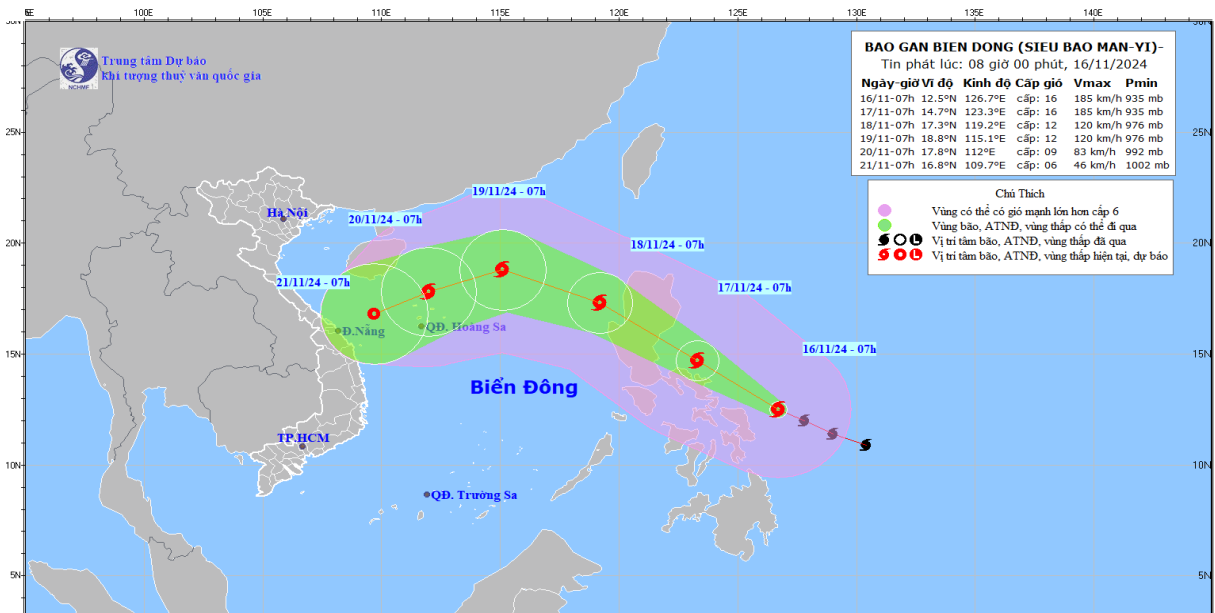 E 100E 105E 110E 115E 120E 125E 130E 135E 140E
30N
Trung tâm Dự báo
khí tượng thuỷ văn quốc gia
NCHMF
BAO GAN BIEN DONG (SIEU BAO MAN-YI)-
Tin phát lúc: 08 giờ 00 phút, 16/11/2024
Ngày-giờ Vĩ độ Kinh độ Cấp gió Vmax Pmin
16/11-07h 12.5°N 126.7°E cấp: 16 185 km/h 935 mb
17/11-07h 14.7°N 123.3°E cấp: 16 185 km/h 935 mb
18/11-07h 17.3°N 119.2°E cấp: 12 120 km/h 976 mb
19/11-07h 18.8°N 115.1°E cấp: 12 120 km/h 976 mb
20/11-07h 17.8°N 112°E cấp: 09 83 km/h 992 mb
21/11-07h 16.8°N 109.7°E cấp: 06 46 km/h 1002 mb
25N 25N
Chú Thích
Vùng có thể có gió mạnh lớn hơn cấp 6
Vùng bão, ATNĐ, vùng thấp có thể đi qua
Vị trí tâm bão, ATNĐ, vùng thấp đã qua
Vị trí tâm bão, ATNĐ, vùng thấp hiện tại, dự báo
19/11/24 - 07h
Hà Nội
20/11/24 - 07h
18/11/24 - 07h
20N 20N
21/11/24 - 07h
17/11/24 - 07h
Đ.Nẵng
QĐ. Hoàng Sa
16/11/24 - 07h
15N 15N
Biển Đông
TP.HCM
10N 10N
QĐ. Trường Sa
5N 5N